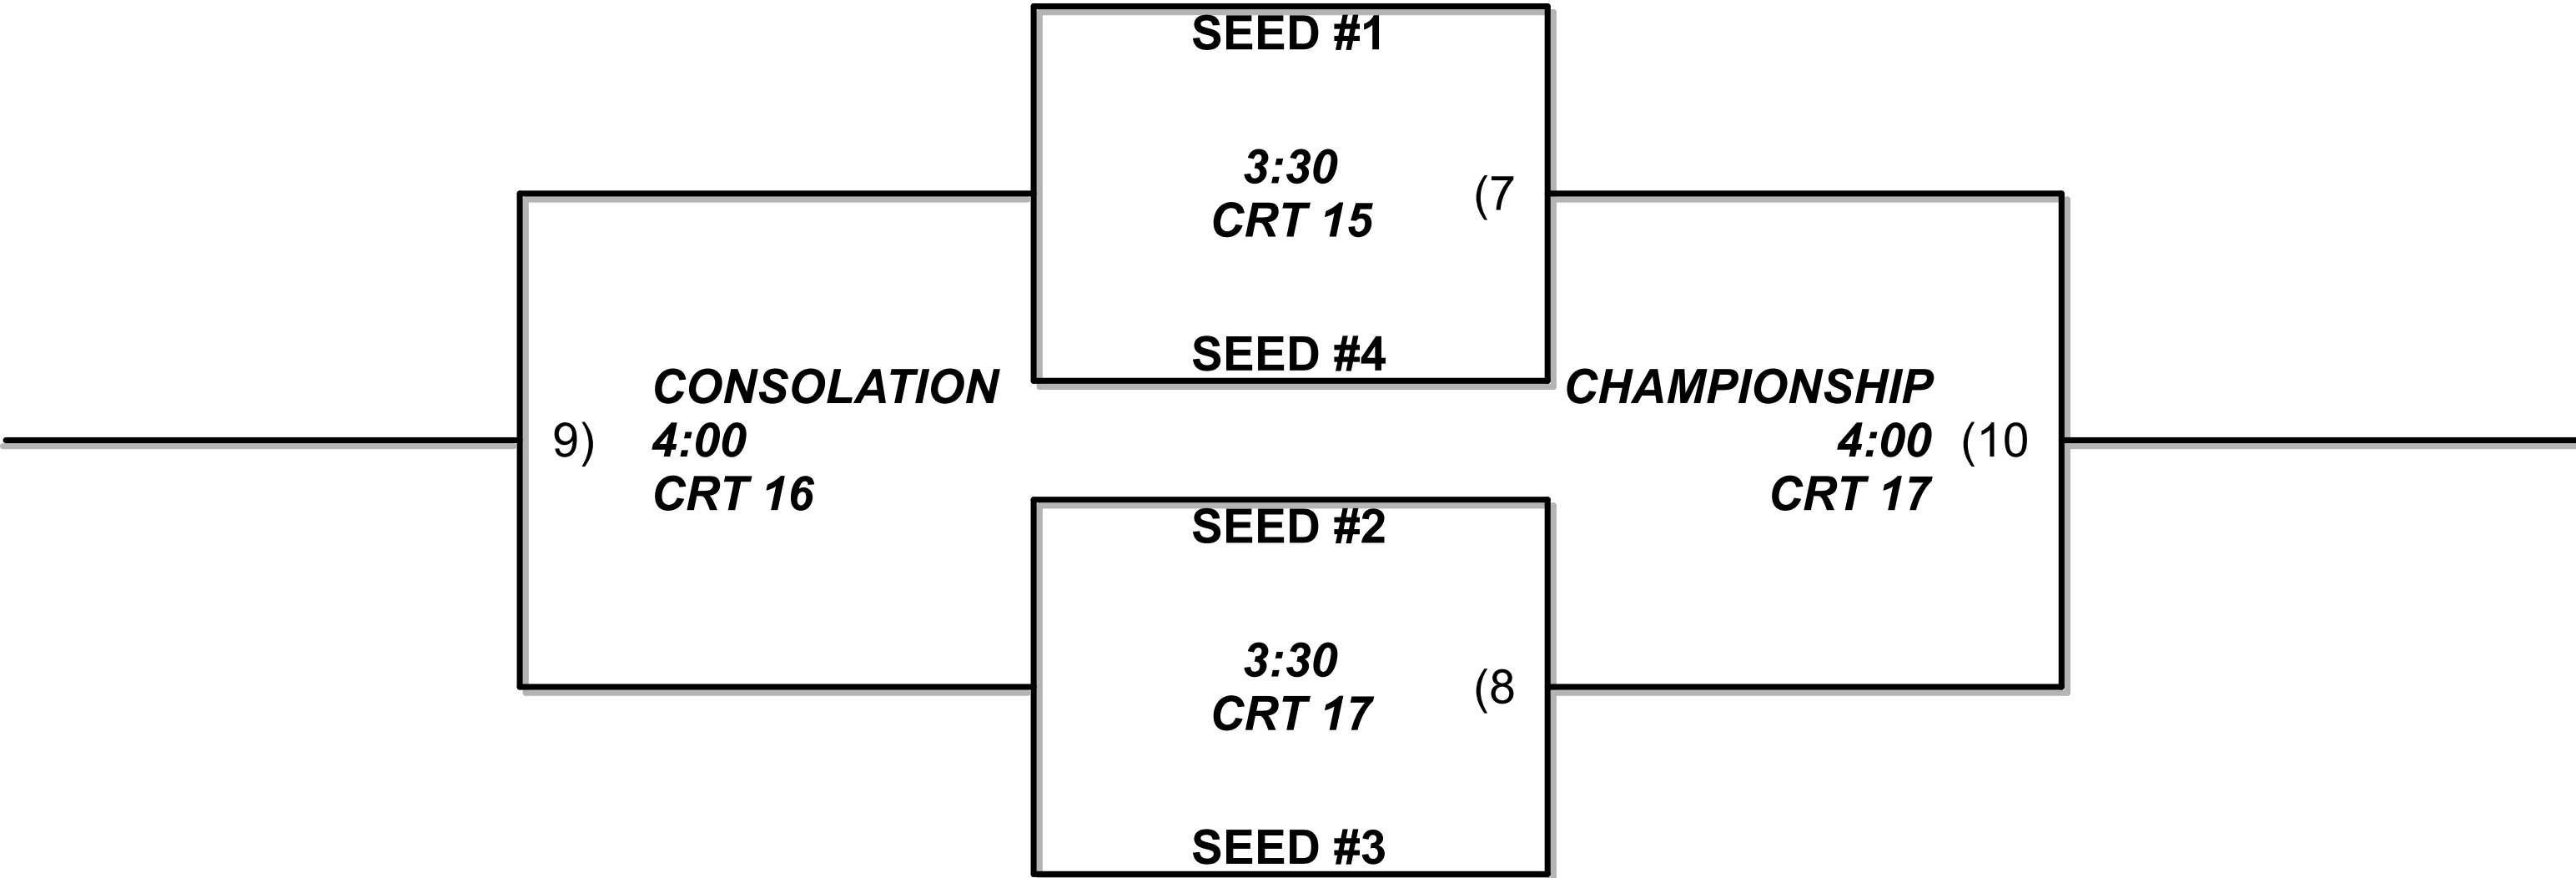 SEED #1
3:30
CRT 15
(7
SEED #4
CONSOLATION
9) 4:00
CRT 16
CHAMPIONSHIP
4:00 (10
CRT 17
SEED #2
3:30
CRT 17
(8
SEED #3